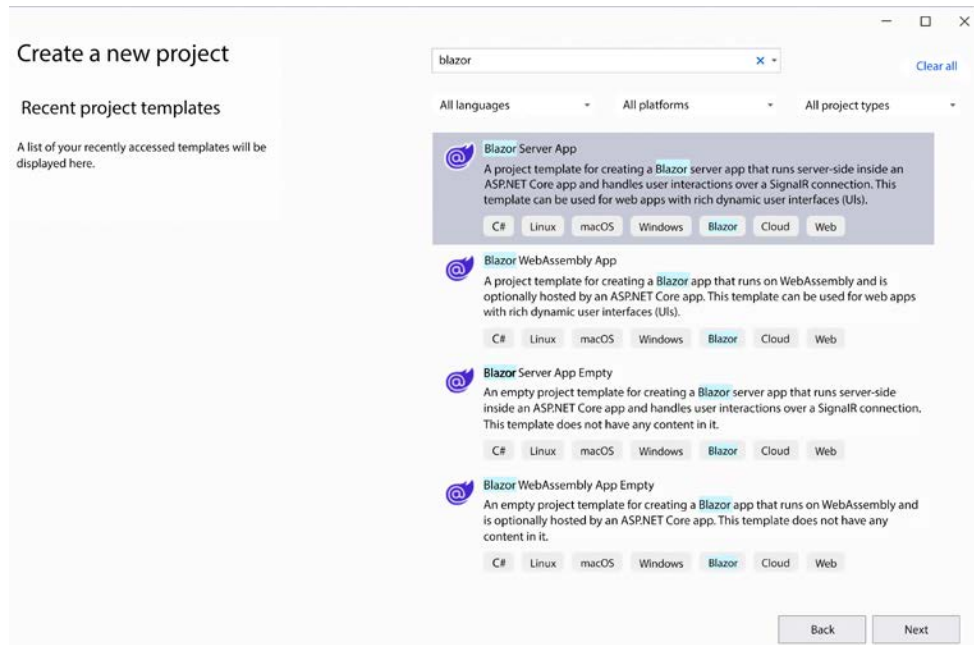 Create a new project
Recent project templates
A list of your recently accessed templates will be
displayed here.
blazor
Clear all
All languages
All platforms
All project types
Blazor Server App
A project template for creating a Blazor server app that runs server-side inside an
ASP.NET Core app and handles user interactions over a SignalR connection. This
template can be used for web apps with rich dynamic user interfaces (UIs).
C# Linux macOS Windows Blazor Cloud Web
Blazor WebAssembly App
A project template for creating a Blazor app that runs on WebAssembly and is
optionally hosted by an ASP.NET Core app. This template can be used for web apps
with rich dynamic user interfaces (UIs).
C# Linux macOS Windows Blazor Cloud Web
Blazor Server App Empty
An empty project template for creating a Blazor server app that runs server-side
inside an ASP.NET Core app and handles user interactions over a SignalR connection.
This template does not have any content in it.
C# Linux macOS Windows Blazor Cloud Web
Blazor WebAssembly App Empty
An empty project template for creating a Blazor app that runs on WebAssembly and
is optionally hosted by an ASP.NET Core app. This template does not have any
content in it.
C# Linux macOS Windows Blazor Cloud Web
Back
Next